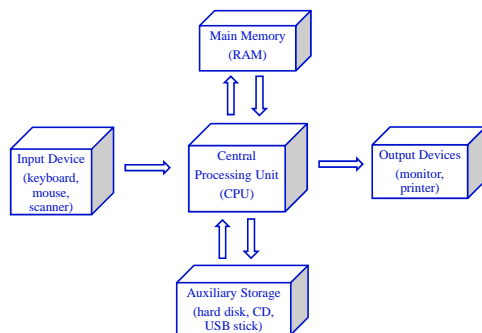 Main Memory
(RAM)
Input Device
(keyboard,
mouse,
scanner)
Central
Processing Unit
(CPU)
Output Devices
(monitor,
printer)
Auxiliary Storage
(hard disk, CD,
USB stick)